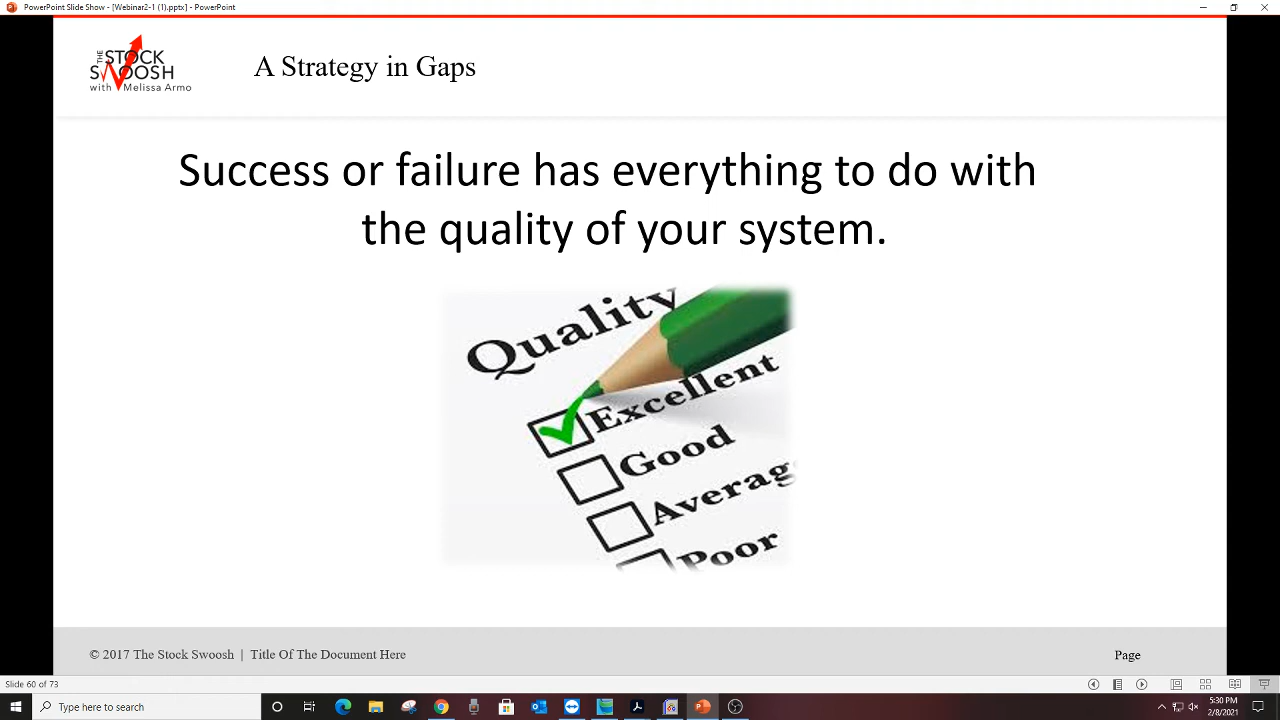 PowerPoint Slide Show - [Webinar2-1 (1).pptx] - PowerPoint
THE
STOCK
SWOOSH
with Melissa Armo
A Strategy in Gaps
Success or failure has everything to do with
the quality of your system.
Quality
Excellent
Good
Averag
Poor
© 2017 The Stock Swoosh | Title Of The Document Here
Page
Slide 60 of 73
Type here to search
5:30 PM
2/8/2021